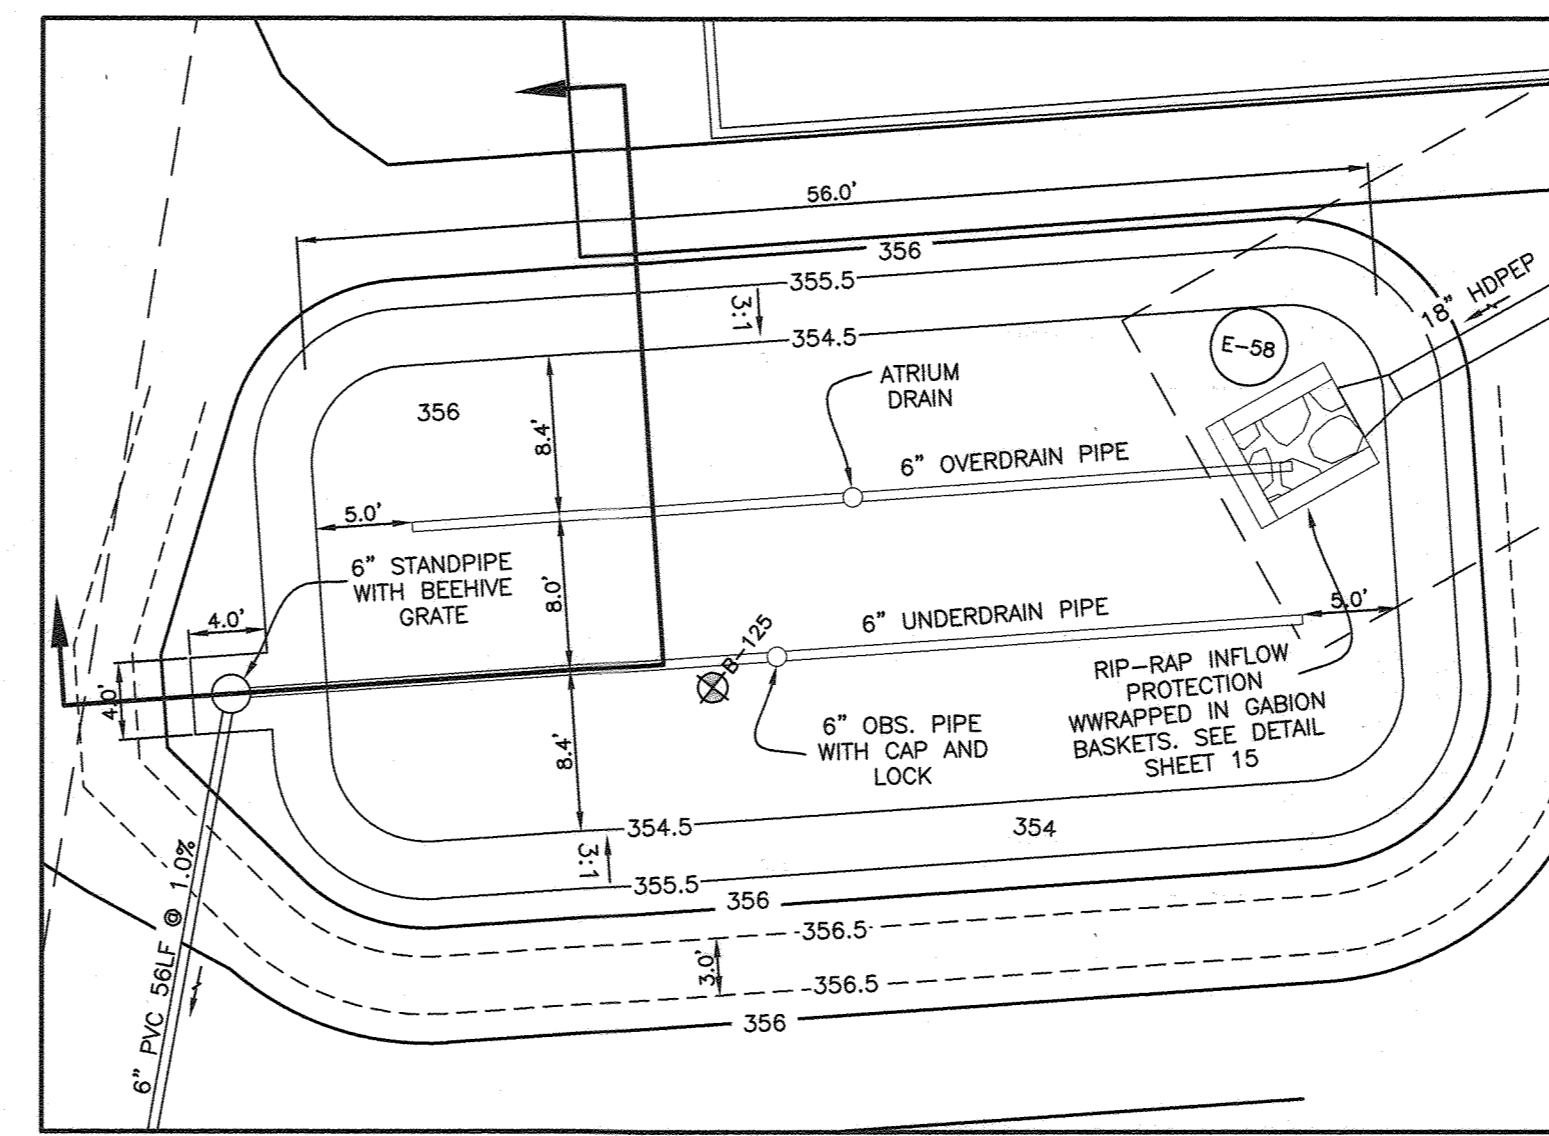 56.0'
356
355.5
18" HDPEP
3:1
354.5
E-58
ATRIUM
DRAIN
356
8.4'
6" OVERDRAIN PIPE
5.0'
6" STANDPIPE
WITH BEEHIVE
GRATE
8.0'
4.0'
6" UNDERDRAIN PIPE
5.0'
B-125
4.0'
RIP-RAP INFLOW
PROTECTION
WWRAPPED IN GABION
BASKETS. SEE DETAIL
SHEET 15
6" OBS. PIPE
WITH CAP AND
LOCK
8.4'
354.5
354
3:1
355.5
356
356.5
3.0'
356.5
356
6" PVC 56LF @ 1.0%